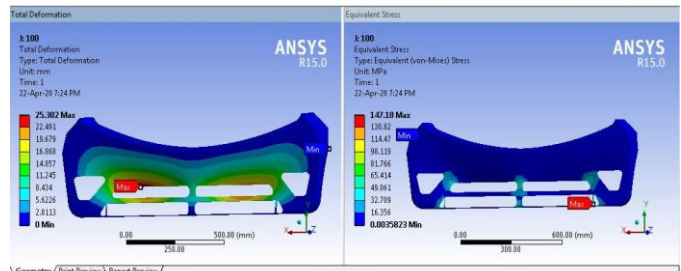 Total Deformation
J: 100
Total Deformation
Type: Total Deformation
Unit: mm
Time: 1
22-Apr-20 7:24 PM
ANSYS
R15.0
25.302 Max
22.491
19.679
16.868
14.057
11.245
8.434
5.6226
2.8113
0 Min
Max
Min
0.00
500.00 (mm)
250.00
Equivalent Stress
J: 100
Equivalent Stress
Type: Equivalent (von-Mises) Stress
Unit: MPa
Time: 1
22-Apr-20 7:24 PM
ANSYS
R15.0
147.18 Max
130.82
114.47
98.119
81.766
65.414
49.061
32.709
16.356
0.0035823 Min
Min
Max
0.00
600.00 (mm)
300.00
Y
X
Z
Geometry / Print Preview / Report Preview /